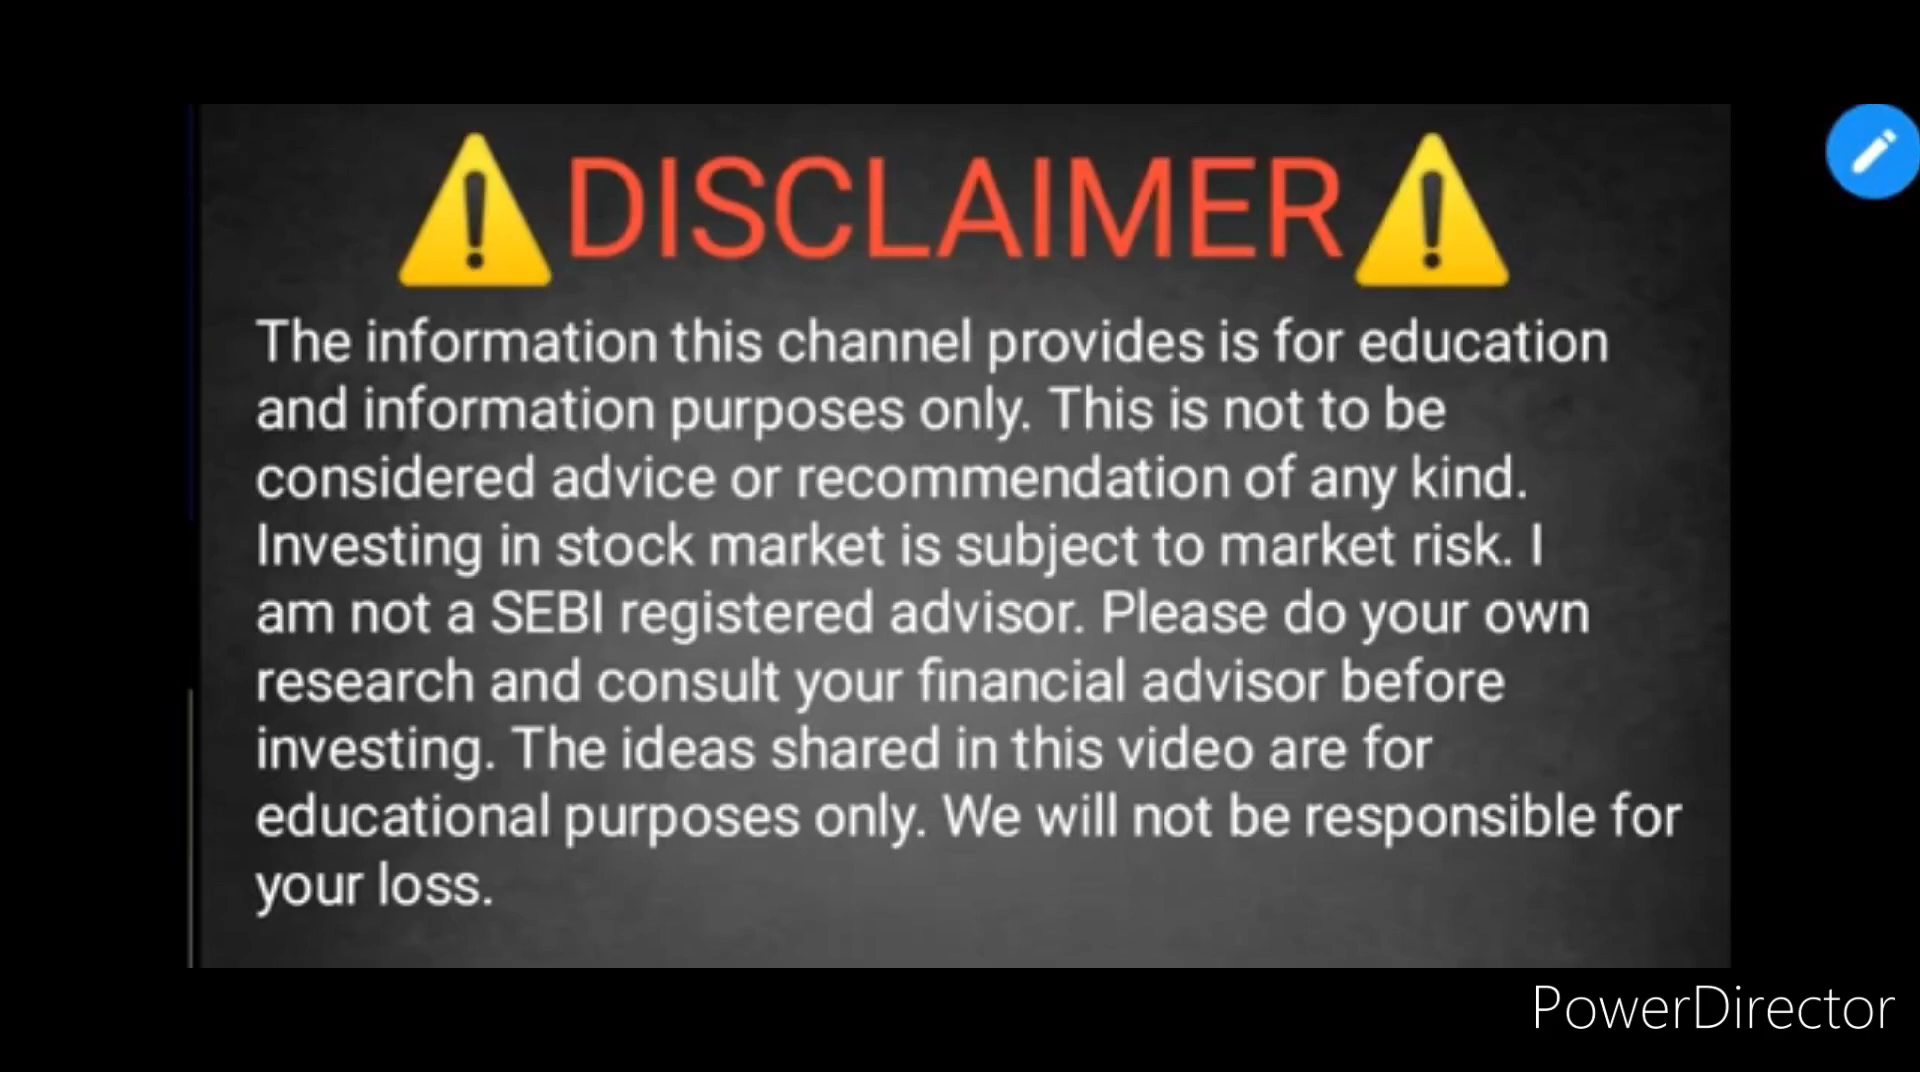 ⚠DISCLAIMER⚠
The information this channel provides is for education
and information purposes only. This is not to be
considered advice or recommendation of any kind.
Investing in stock market is subject to market risk. I
am not a SEBI registered advisor. Please do your own
research and consult your financial advisor before
investing. The ideas shared in this video are for
educational purposes only. We will not be responsible for
your loss.
PowerDirector